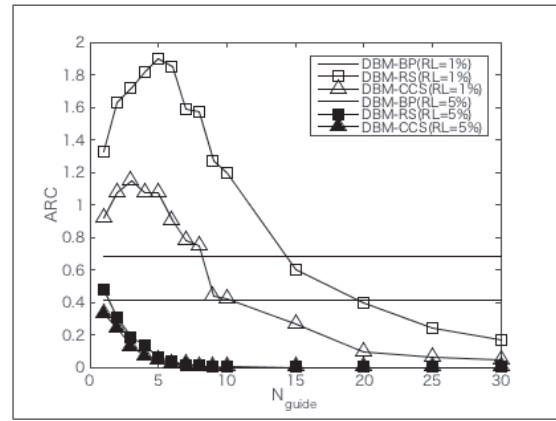 2
1.8
1.6
1.4
1.2
1
0.8
0.6
0.4
0.2
0
ARC
DBM-BP(RL=1%)
DBM-RS(RL=1%)
DBM-CCS(RL=1%)
DBM-BP(RL=5%)
DBM-RS(RL=5%)
DBM-CCS(RL=5%)
0 5 10 15 20 25 30
Nguide